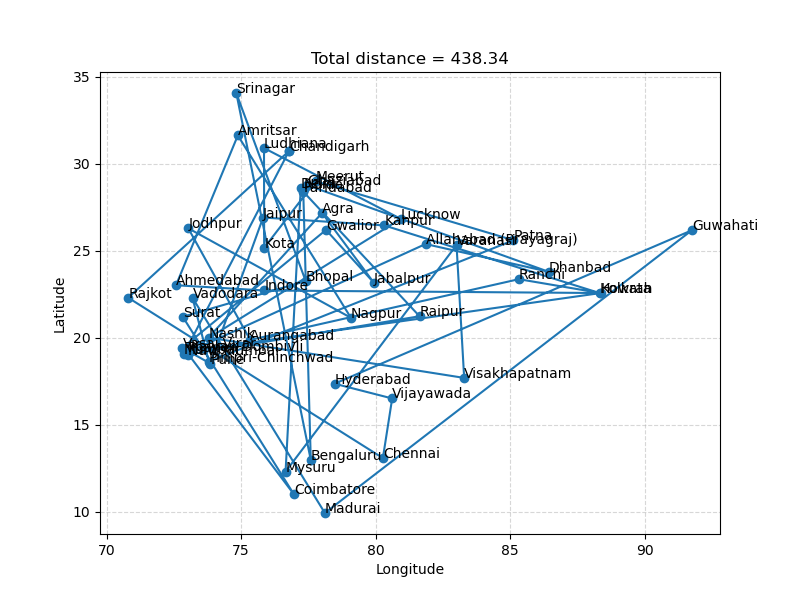 Total distance = 438.34
35
Srinagar
Amritsar
Ludhiana
Chandigarh
30
Meerut
Ghaziabad
Faridabad
Agra
Lucknow
Jaipur
Kanpur
Jodhpur
Gwalior
Guwahati
Patna
Allahabad (Prayagraj)
Varanasi
Kota
25
Dhanbad
Ranchi
Bhopal
Jabalpur
Ahmedabad
Indore
Kolkata
Howrah
Rajkot
Vadodara
Latitude
Surat
Nagpur
Raipur
20
Nashik
Aurangabad
Vasai-Virar
Pimpri-Chinchwad
Pune
Visakhapatnam
Hyderabad
Vijayawada
15
Bengaluru
Chennai
Mysuru
Coimbatore
10
Madurai
70
75
80
85
90
Longitude